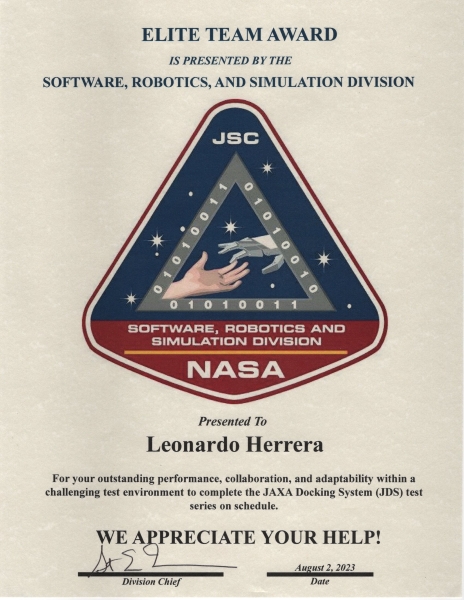 ELITE TEAM AWARD
IS PRESENTED BY THE
SOFTWARE, ROBOTICS, AND SIMULATION DIVISION
JSC
01010011
01010010
01010011
SOFTWARE, ROBOTICS AND
SIMULATION DIVISION
NASA
Presented To
Leonardo Herrera
For your outstanding performance, collaboration, and adaptability within a
challenging test environment to complete the JAXA Docking System (JDS) test
series on schedule.
WE APPRECIATE YOUR HELP!
August 2, 2023
Division Chief
Date